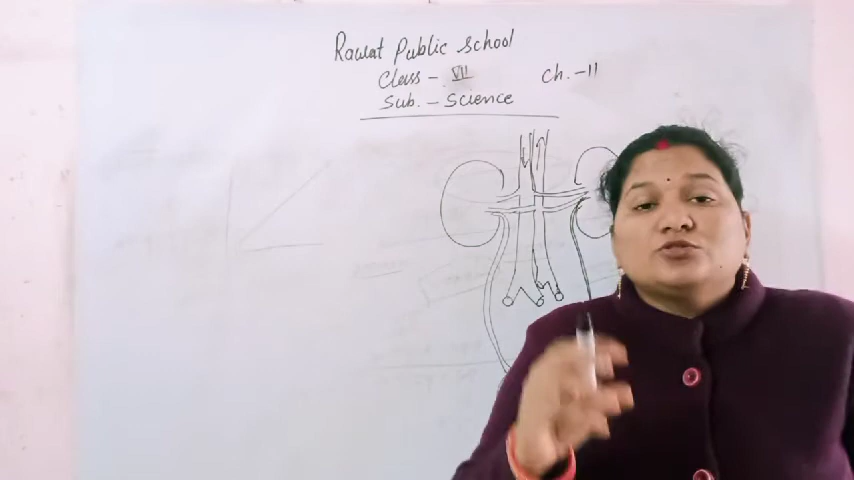 Rawat Public School
Class - VII
Ch. - 11
Sub. - Science